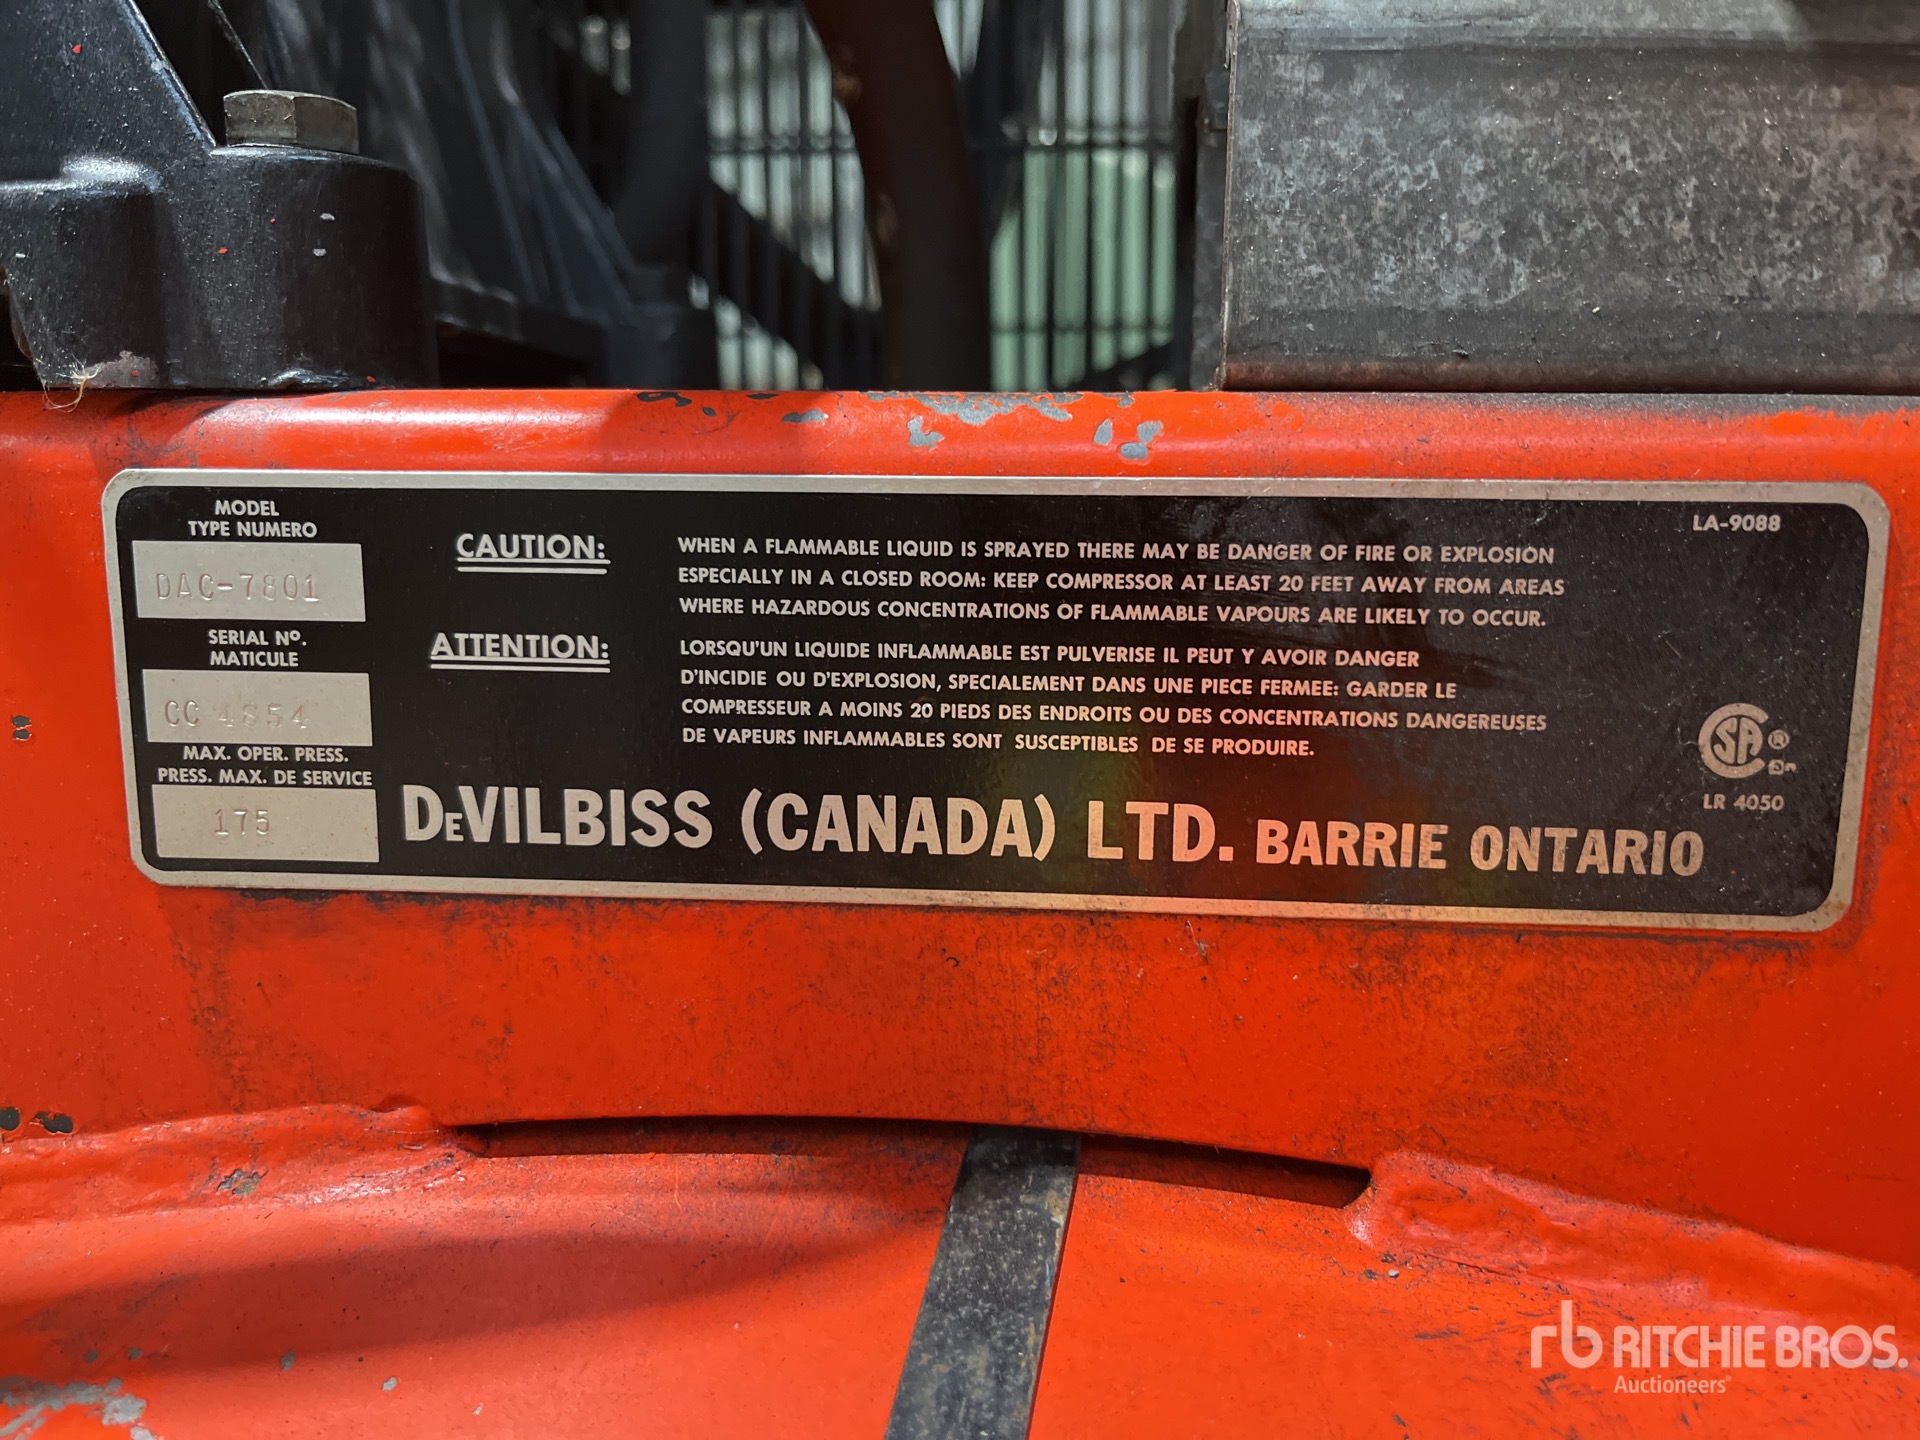 MODEL
TYPE NUMERO
DAC-7801
SERIAL Nº.
MATICULE
CC 4854
MAX. OPER. PRESS.
PRESS. MAX. DE SERVICE
175
CAUTION:
WHEN A FLAMMABLE LIQUID IS SPRAYED THERE MAY BE DANGER OF FIRE OR EXPLOSION
ESPECIALLY IN A CLOSED ROOM: KEEP COMPRESSOR AT LEAST 20 FEET AWAY FROM AREAS
WHERE HAZARDOUS CONCENTRATIONS OF FLAMMABLE VAPOURS ARE LIKELY TO OCCUR.
ATTENTION:
LORSQU'UN LIQUIDE INFLAMMABLE EST PULVERISE IL PEUT Y AVOIR DANGER
D'INCIDIE OU D'EXPLOSION, SPECIALEMENT DANS UNE PIECE FERMEE: GARDER LE
COMPRESSEUR A MOINS 20 PIEDS DES ENDROITS OU DES CONCENTRATIONS DANGEREUSES
DE VAPEURS INFLAMMABLES SONT SUSCEPTIBLES DE SE PRODUIRE.
DeVILBISS (CANADA) LTD. BARRIE ONTARIO
LA-9088
SA ®
LR 4050
rb RITCHIE BROS.
Auctioneers